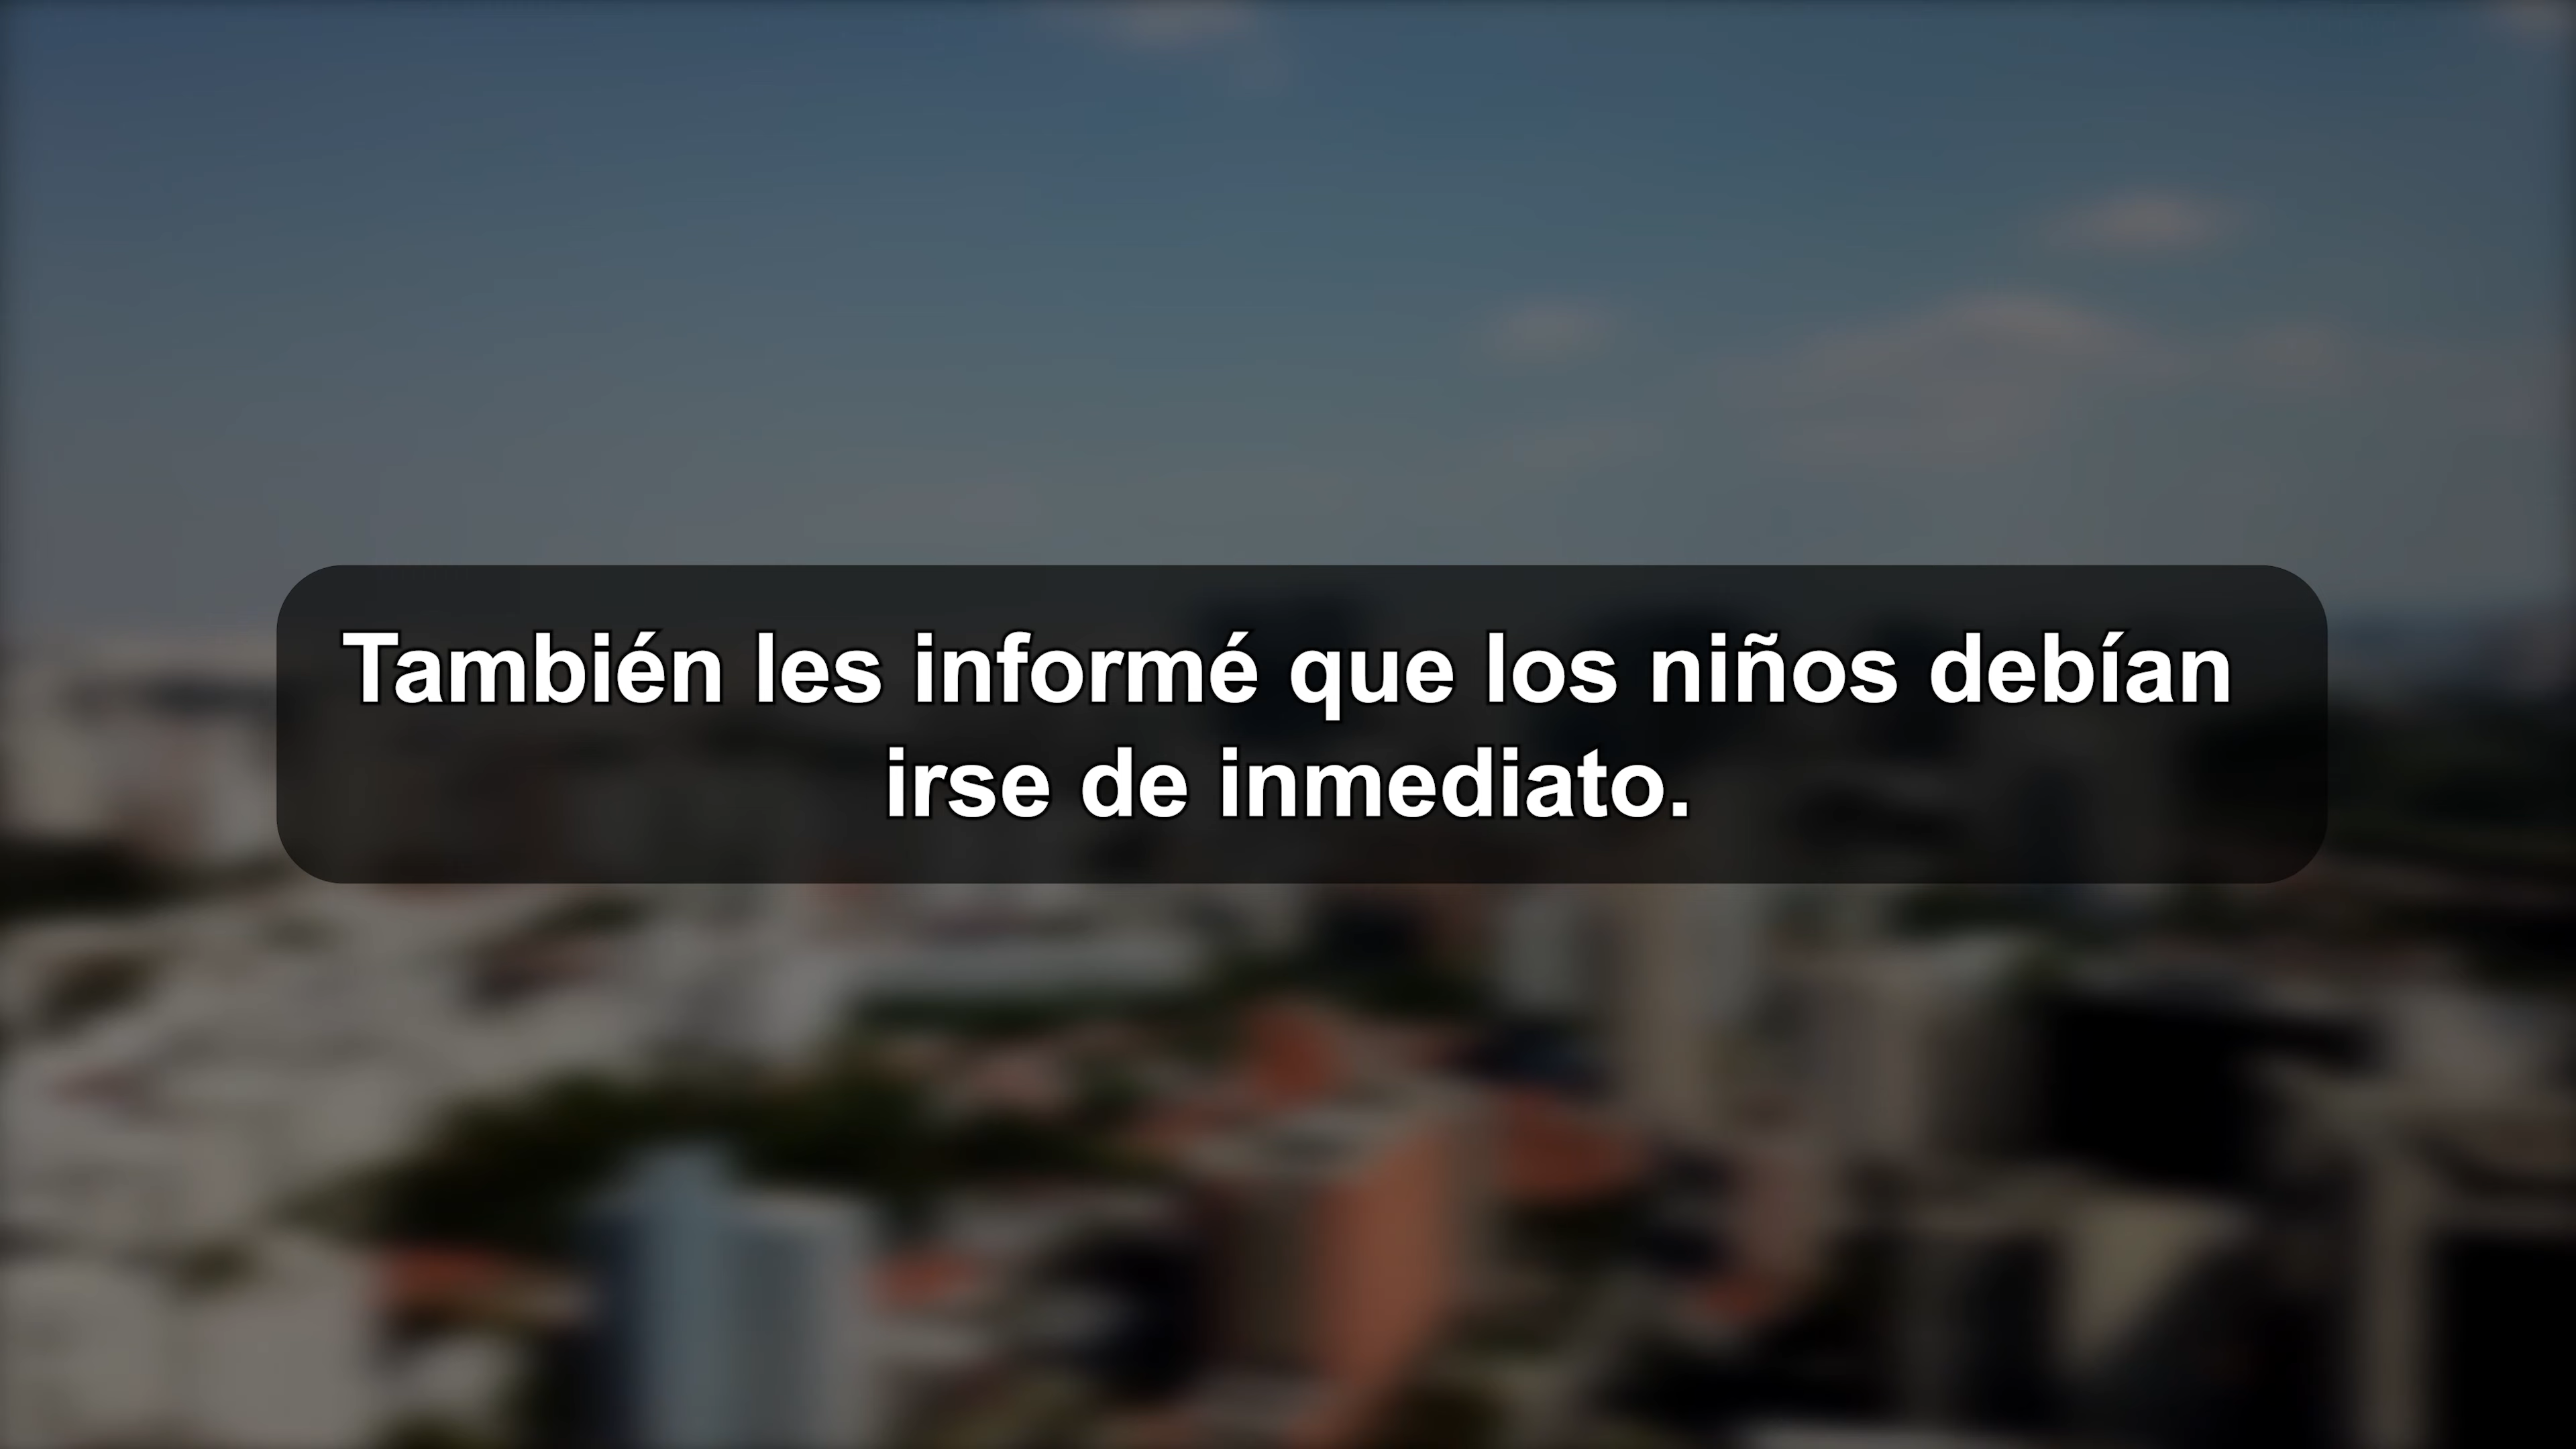 También les informé que los niños debían
irse de inmediato.